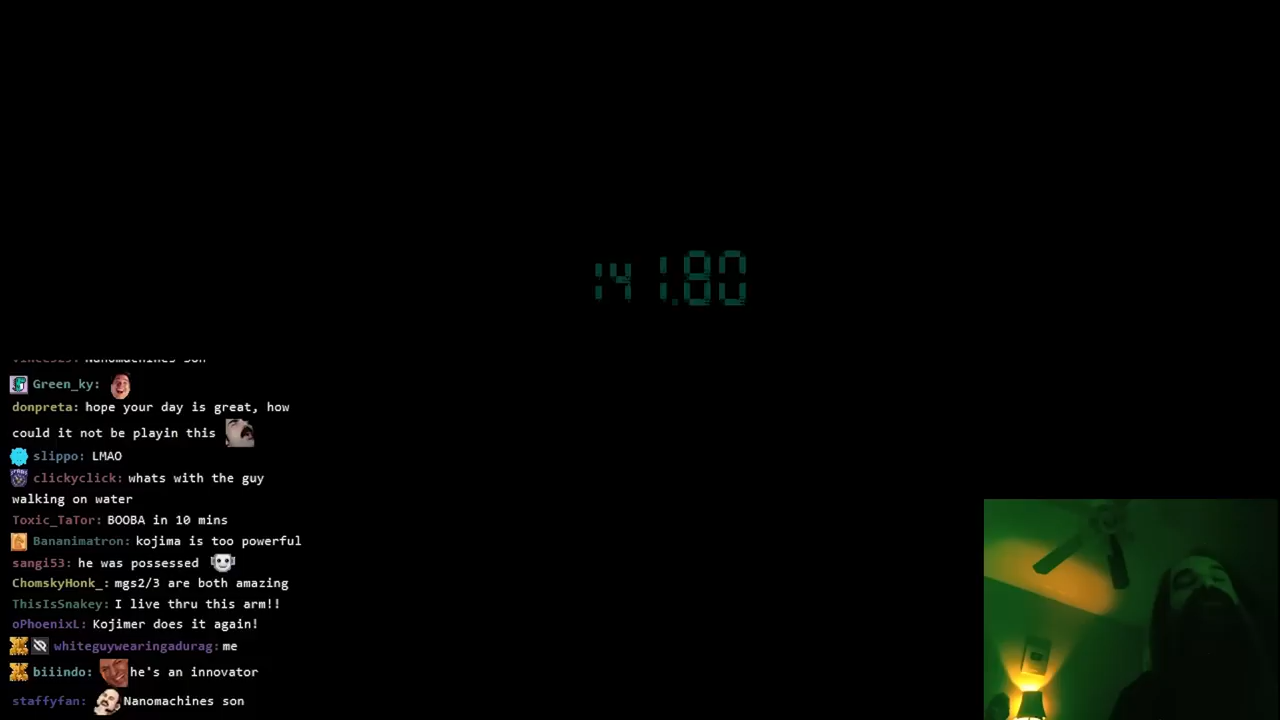 :41.80
Nanomachines son
Green_ky:
donpreta: hope your day is great, how
could it not be playin this
slippo: LMAO
clickyclick: whats with the guy
walking on water
Toxic_TaTor: BOOBA in 10 mins
Bananimatron: kojima is too powerful
sangi53: he was possessed
ChomskyHonk_: mgs2/3 are both amazing
ThisIsSnakey: I live thru this arm!!
oPhoenixL: Kojimer does it again!
whiteguywearingadurag: me
biiindo: he's an innovator
staffyfan: Nanomachines son